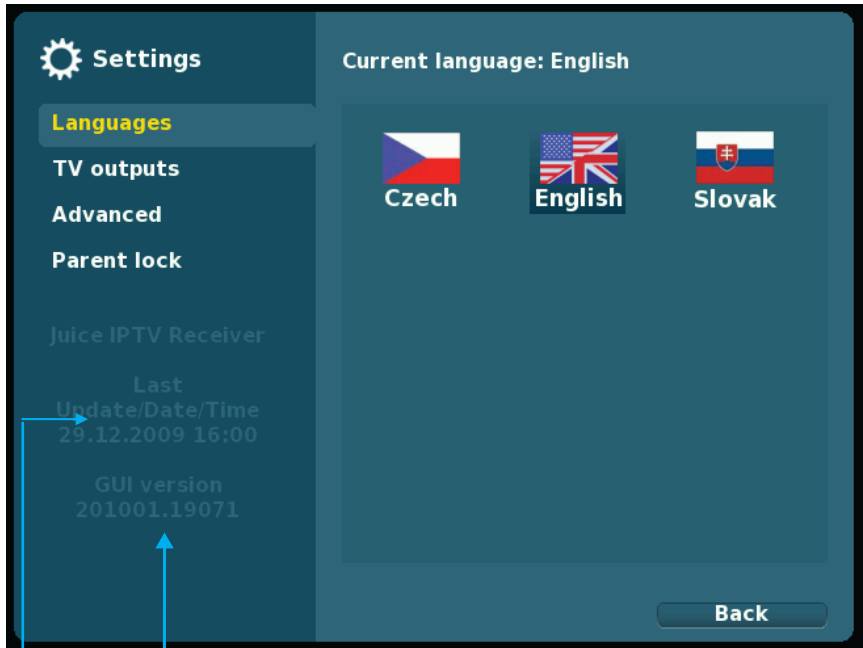 Settings
Languages
TV outputs
Advanced
Parent lock
Juice IPTV Receiver
Last
Update/Date/Time
29.12.2009 16:00
GUI version
201001.19071
Current language: English
Czech
English
Slovak
Back